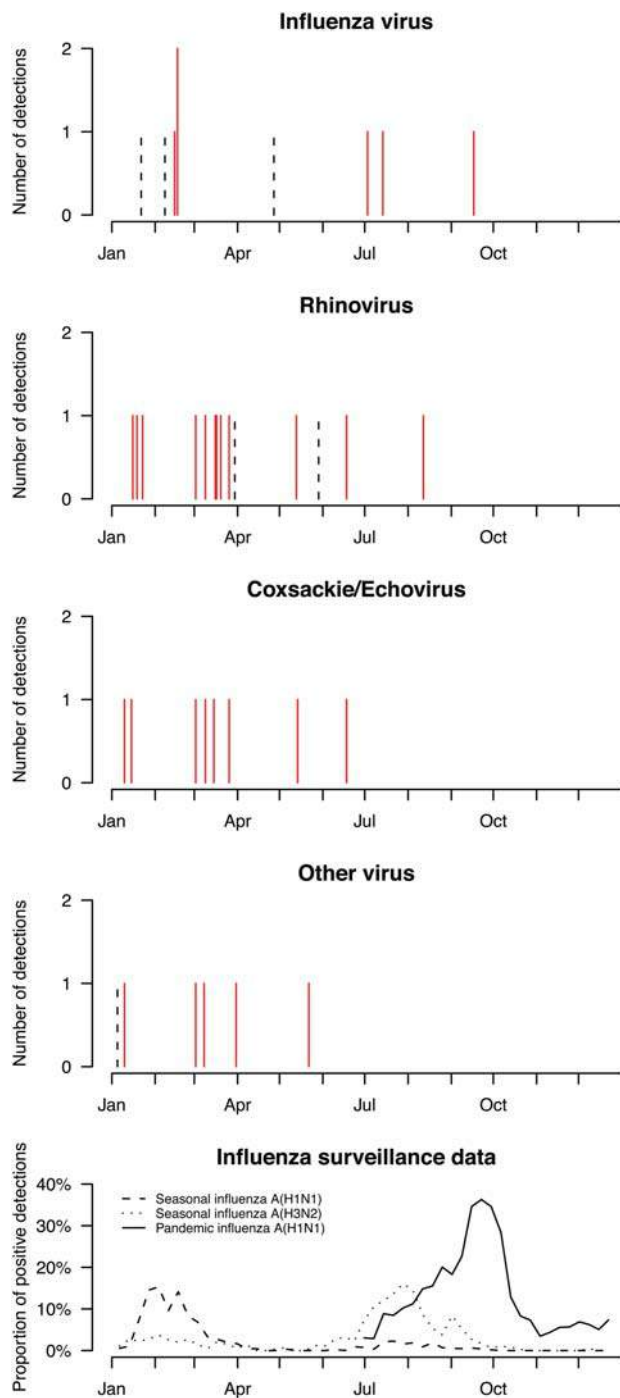 Influenza virus
Number of detections
2
1
0
Jan Apr Jul Oct
Rhinovirus
Number of detections
2
1
0
Jan Apr Jul Oct
Coxsackie/Echovirus
Number of detections
2
1
0
Jan Apr Jul Oct
Other virus
Number of detections
2
1
0
Jan Apr Jul Oct
Influenza surveillance data
Proportion of positive detections
40%
30%
20%
10%
0%
Seasonal influenza A(H1N1)
Seasonal influenza A(H3N2)
Pandemic influenza A(H1N1)
Jan Apr Jul Oct